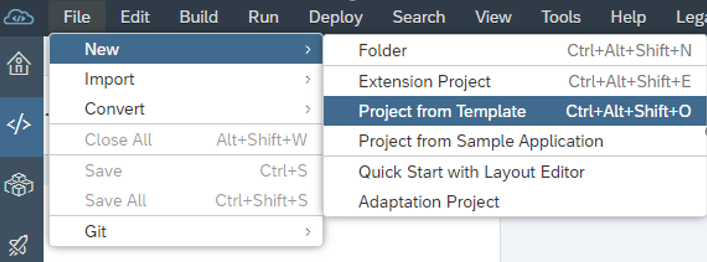 File Edit Build Run Deploy Search View Tools Help Lega
New
Import
Convert
Close All Alt+Shift+W
Save Ctrl+S
Save All Ctrl+Shift+S
Git
Folder Ctrl+Alt+Shift+N
Extension Project Ctrl+Alt+Shift+E
Project from Template Ctrl+Alt+Shift+O
Project from Sample Application
Quick Start with Layout Editor
Adaptation Project